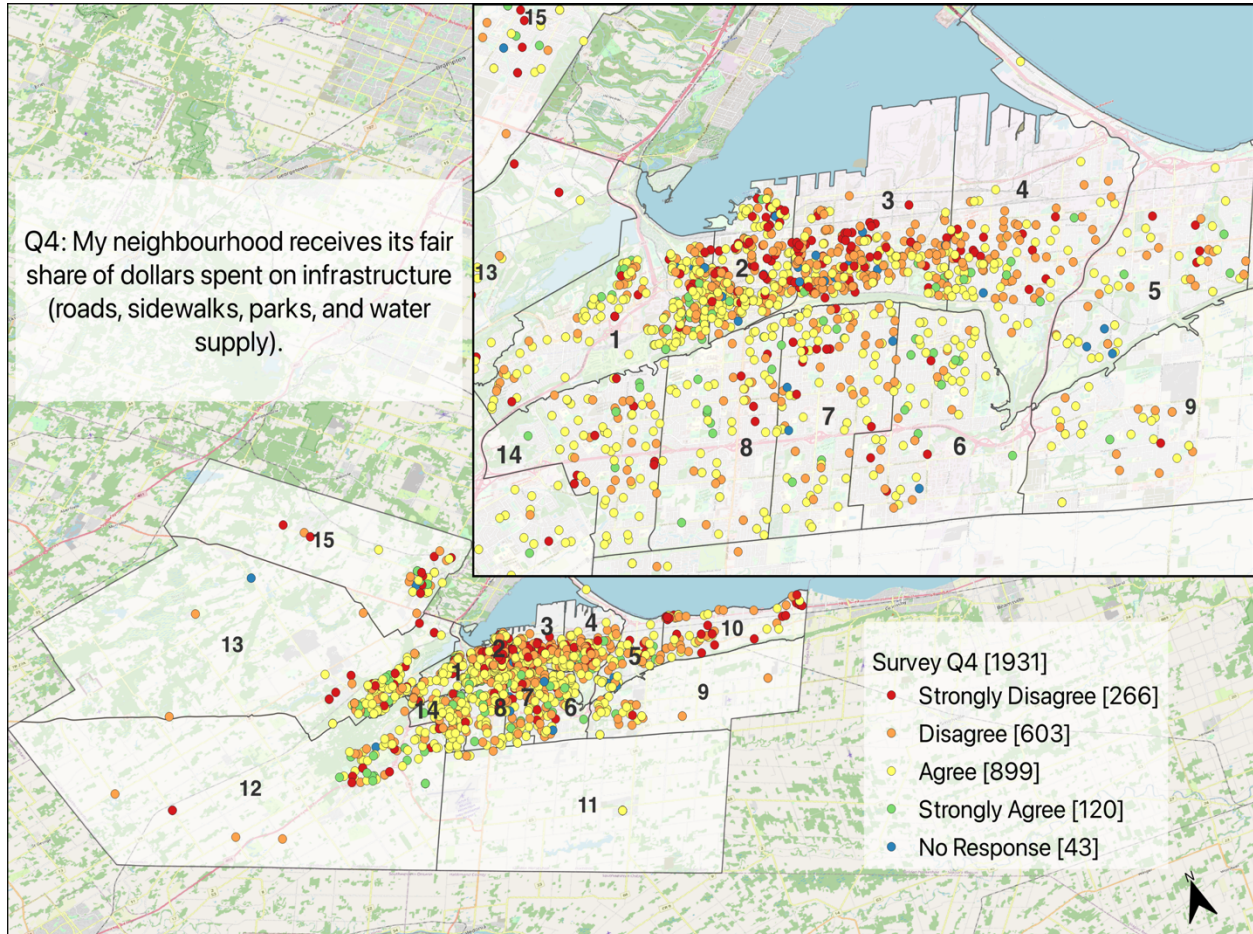 Q4: My neighbourhood receives its fair
share of dollars spent on infrastructure
(roads, sidewalks, parks, and water
supply).
15
13
3
4
2
1
5
14
8
7
6
9
15
13
12
14
1
2
3
4
5
8
7
6
10
9
11
Survey Q4 [1931]
Strongly Disagree [266]
Disagree [603]
Agree [899]
Strongly Agree [120]
No Response [43]
N